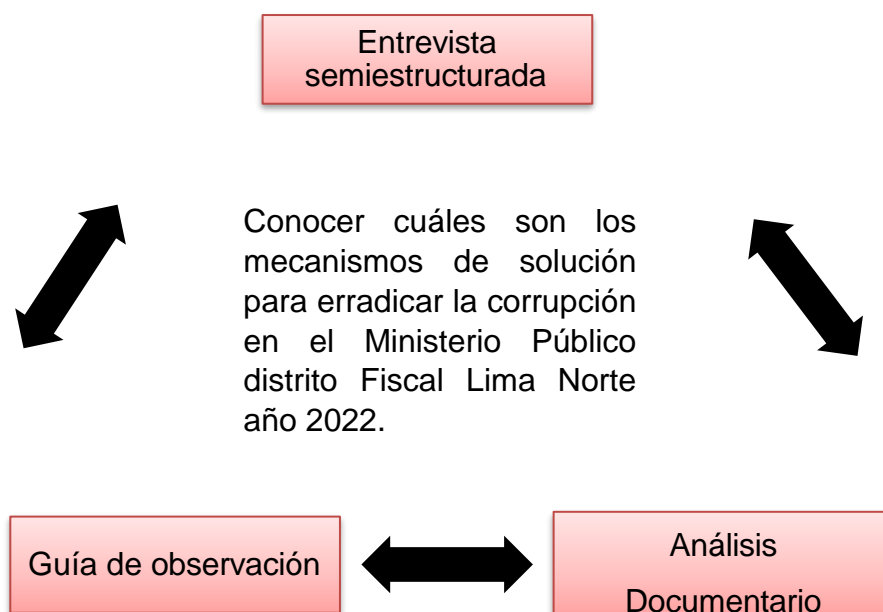 Entrevista
semiestructurada
Conocer cuáles son los
mecanismos de solución
para erradicar la corrupción
en el Ministerio Público
distrito Fiscal Lima Norte
año 2022.
Guía de observación
Análisis
Documentario